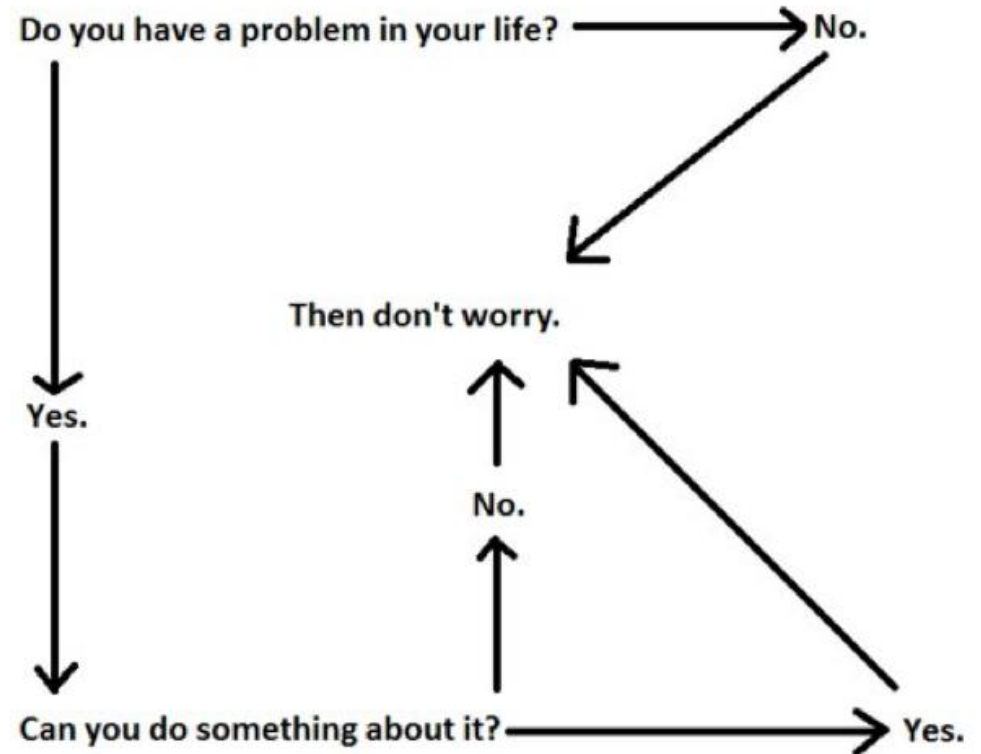 Do you have a problem in your life?
No.
Then don't worry.
Yes.
No.
Can you do something about it?
Yes.